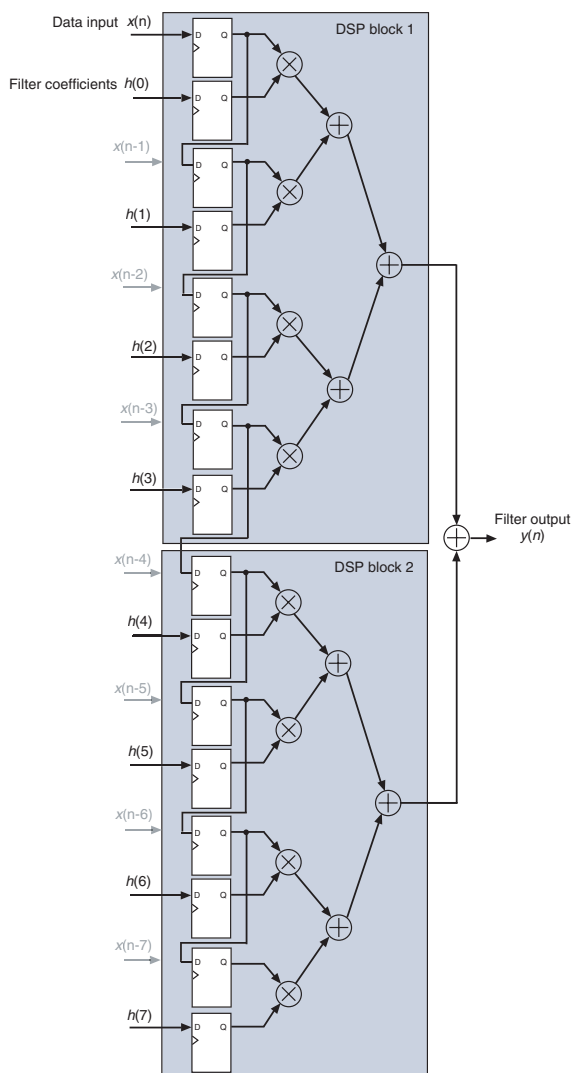 Data input x(n)
DSP block 1
D Q
Filter coefficients h(0)
D Q
x(n-1)
D Q
h(1)
D Q
x(n-2)
D Q
h(2)
D Q
x(n-3)
D Q
h(3)
D Q
Filter output
y(n)
DSP block 2
x(n-4)
D Q
h(4)
D Q
x(n-5)
D Q
h(5)
D Q
x(n-6)
D Q
h(6)
D Q
x(n-7)
D Q
h(7)
D Q